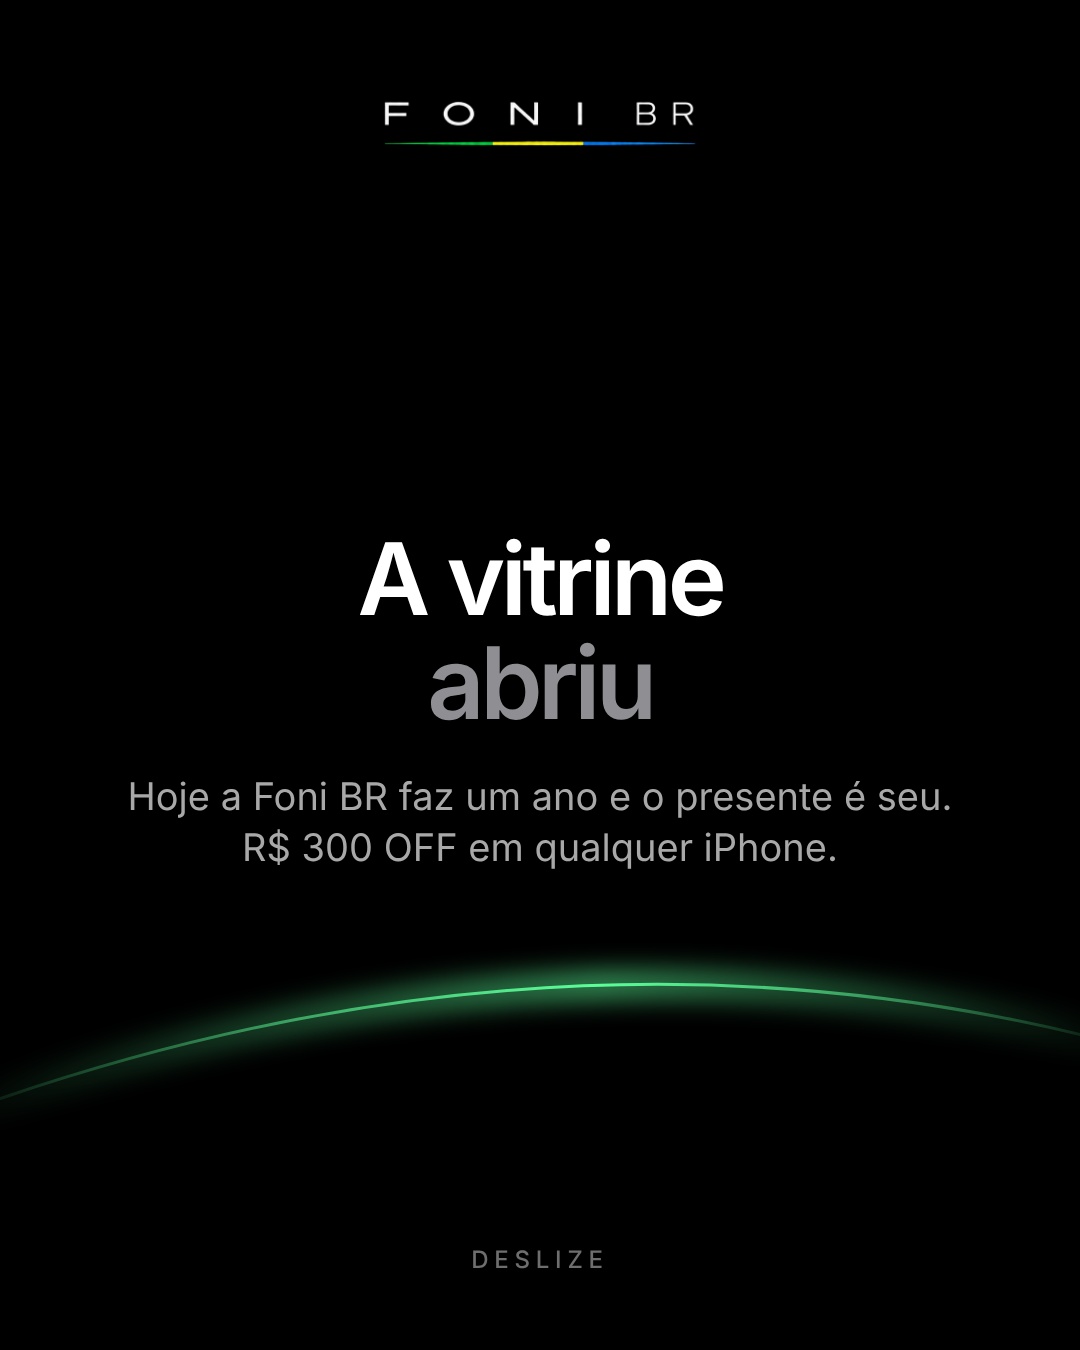 FONI BR
A vitrine
abriu
Hoje a Foni BR faz um ano e o presente é seu.
R$ 300 OFF em qualquer iPhone.
DESLIZE